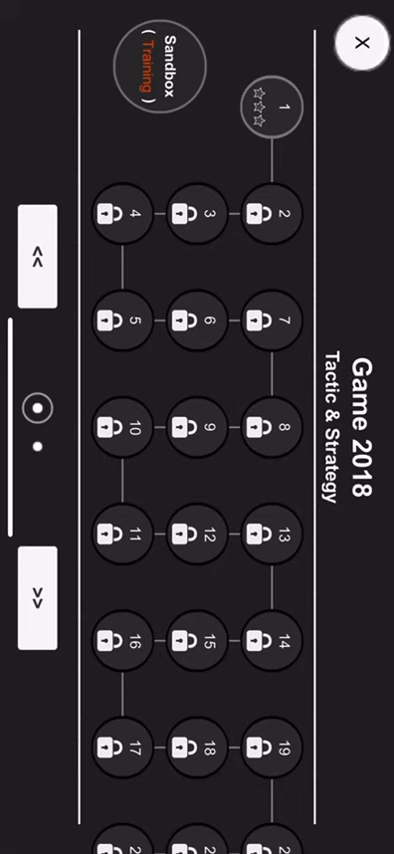 X
Game 2018
Tactic & Strategy
1 2 7 8 13 14 19
3 6 9 12 15 18
Sandbox
( Training )
4 5 10 11 16 17
<< >>